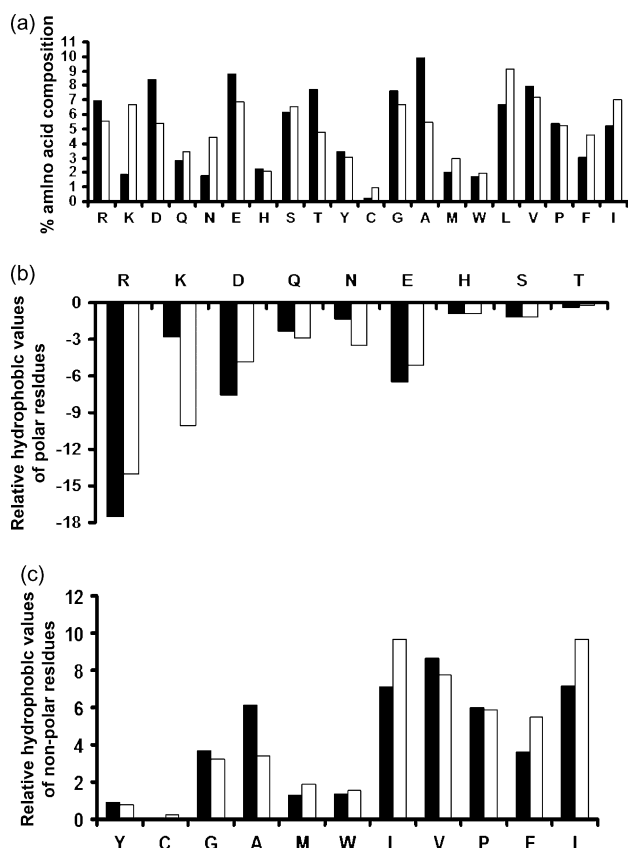 (a)
% amino acid composition
11
10
9
8
7
6
5
4
3
2
1
0
R K D Q N E H S T Y C G A M W L V P F I
(b)
R K D Q N E H S T
Relative hydrophobic values
of polar residues
0
-3
-6
-9
-12
-15
-18
(c)
Relative hydrophobic values
of non-polar residues
12
10
8
6
4
2
0
Y C G A M W L V P F I